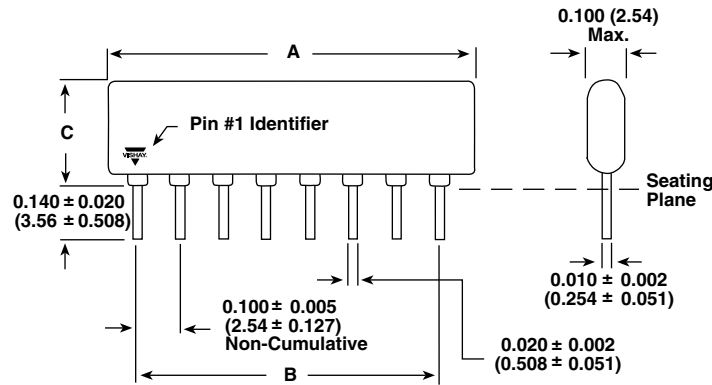 0.100 (2.54)
Max.
A
C
Pin #1 Identifier
VISHAY.
0.140 ± 0.020
(3.56 ± 0.508)
Seating
Plane
0.100 ± 0.005
(2.54 ± 0.127)
Non-Cumulative
0.010 ± 0.002
(0.254 ± 0.051)
0.020 ± 0.002
(0.508 ± 0.051)
B